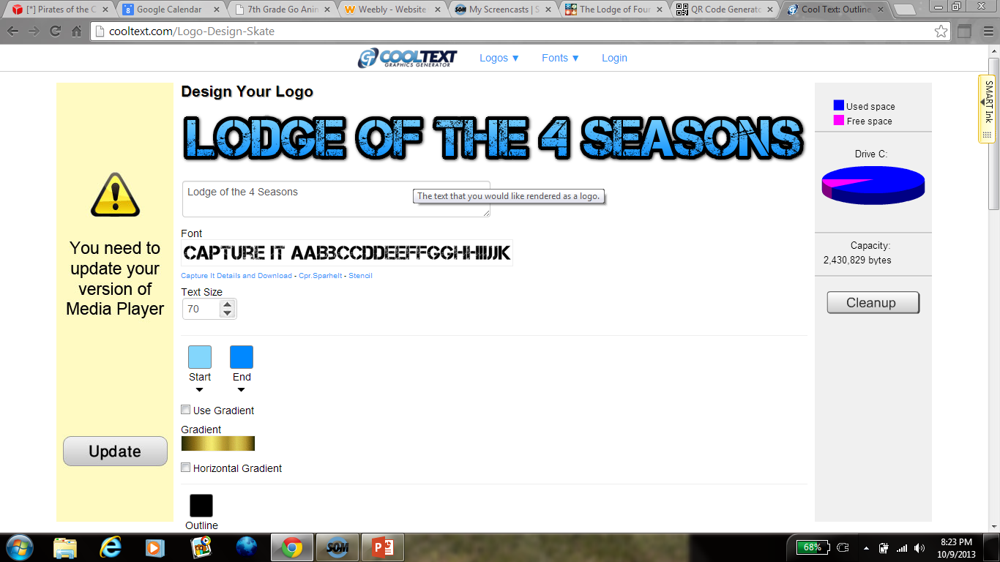 [*] Pirates of the C
Google Calendar
7th Grade Go Anim
Weebly - Website
My Screencasts | S
The Lodge of Four
QR Code Generato
Cool Text: Outline
cooltext.com/Logo-Design-Skate
COOLTEXT
GRAPHICS GENERATOR
Logos ▼
Fonts ▼
Login
You need to
update your
version of
Media Player
Update
Design Your Logo
LODGE OF THE 4 SEASONS
Lodge of the 4 Seasons
The text that you would like rendered as a logo.
Font
CAPTURE IT AABBCCDDEEFFGGHHIIJJK
Capture It Details and Download - Cpr.SparheIt - Stencil
Text Size
70
Start
End
Use Gradient
Gradient
Horizontal Gradient
Outline
Used space
Free space
Drive C:
Capacity:
2,430,829 bytes
Cleanup
SMART Ink
SOM
68%
8:23 PM
10/9/2013